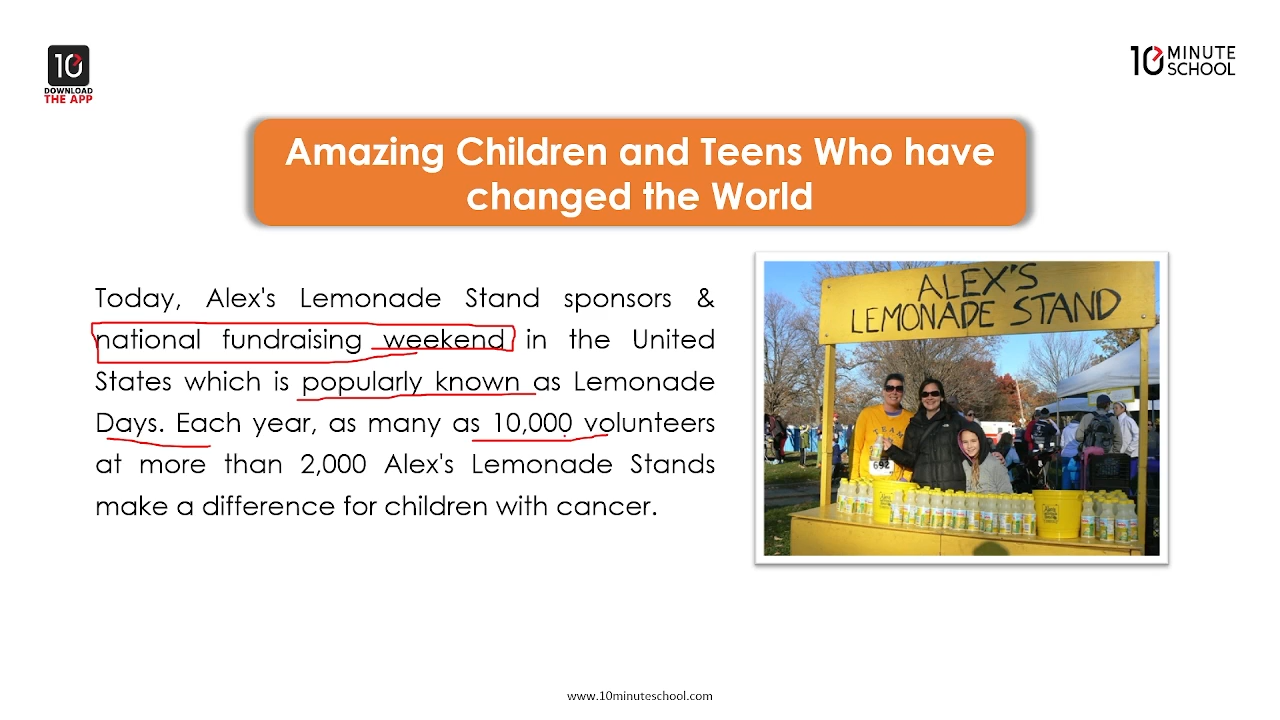 10
DOWNLOAD
THE APP
10 MINUTE
SCHOOL
Amazing Children and Teens Who have
changed the World
Today, Alex's Lemonade Stand sponsors &
national fundraising weekend in the United
States which is popularly known as Lemonade
Days. Each year, as many as 10,000 volunteers
at more than 2,000 Alex's Lemonade Stands
make a difference for children with cancer.
ALEX'S
LEMONADE STAND
TEAM
692
www.10minuteschool.com